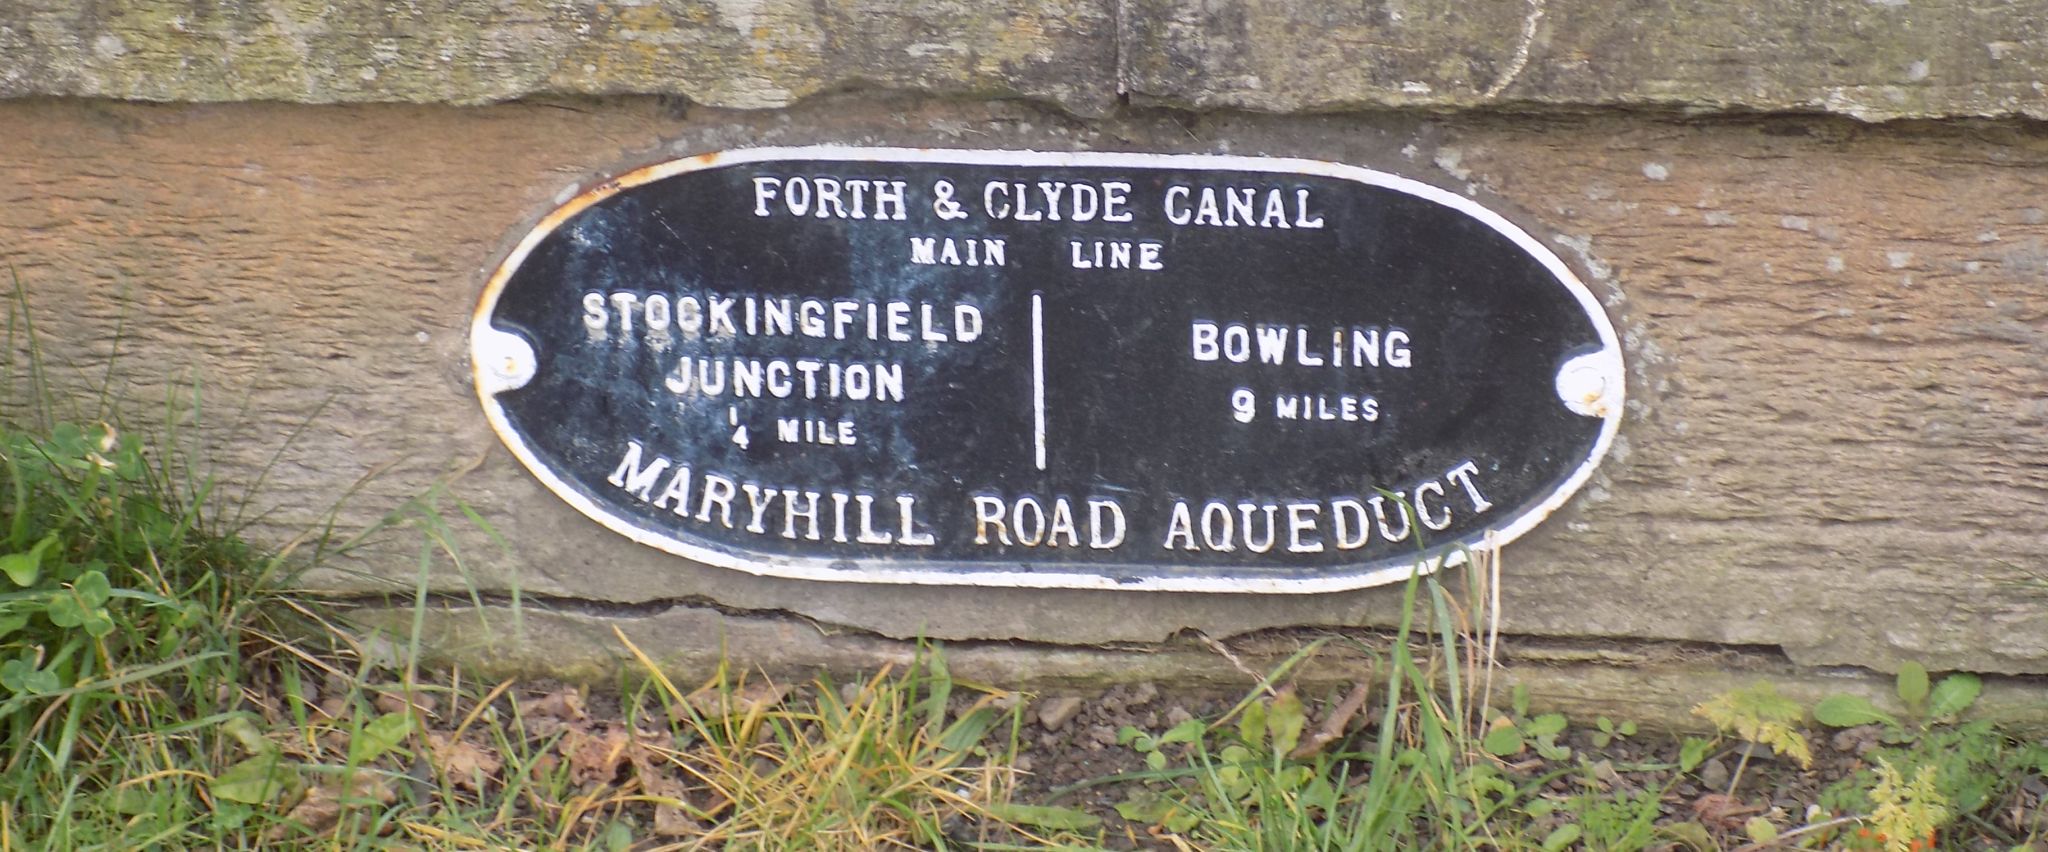 FORTH & CLYDE CANAL
MAIN LINE
STOCKINGFIELD
JUNCTION
1/4 MILE
BOWLING
9 MILES
MARYHILL ROAD AQUEDUCT